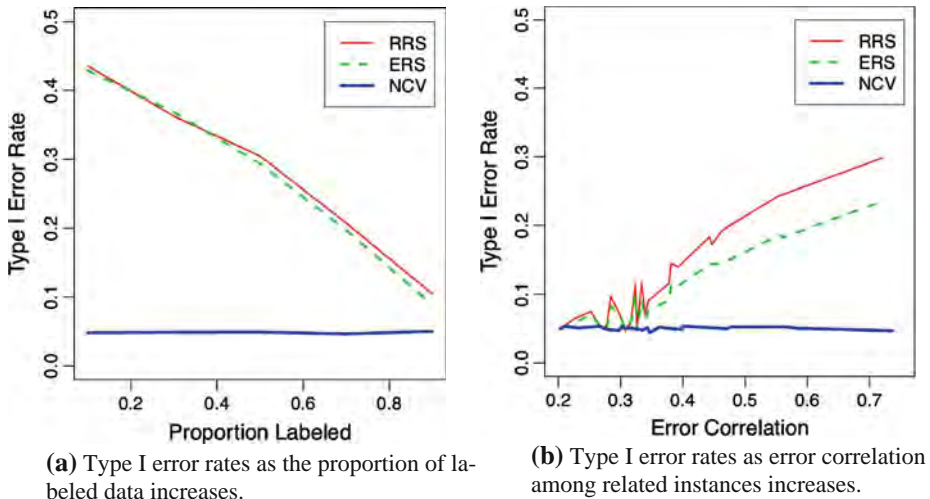 0.5
0.4
0.3
0.2
0.1
0.0
Type I Error Rate
RRS
ERS
NCV
0.2 0.4 0.6 0.8
Proportion Labeled
(a) Type I error rates as the proportion of la-
beled data increases.
0.5
0.4
0.3
0.2
0.1
0.0
Type I Error Rate
RRS
ERS
NCV
0.2 0.3 0.4 0.5 0.6 0.7
Error Correlation
(b) Type I error rates as error correlation
among related instances increases.